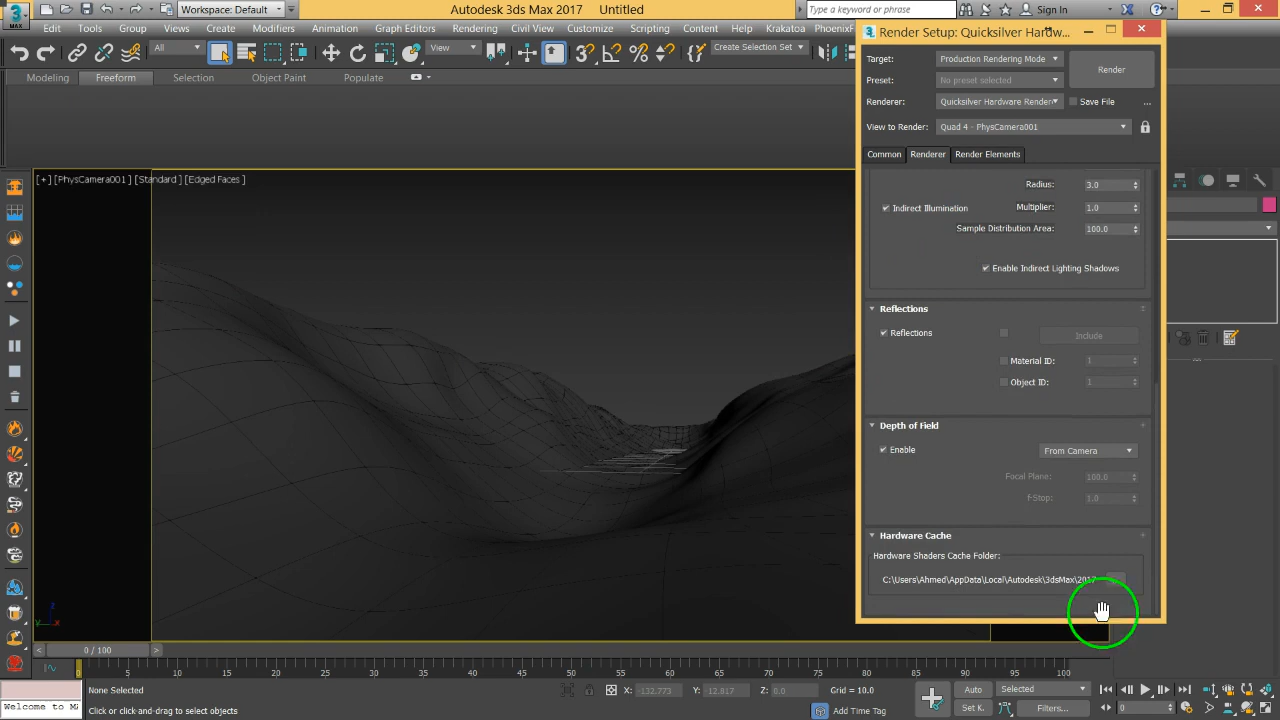 MAX
Workspace: Default
Autodesk 3ds Max 2017 Untitled
Type a keyword or phrase
Sign In
Edit Tools Group Views Create Modifiers Animation Graph Editors Rendering Civil View Customize Scripting Content Help Krakatoa PhoenixF
All
View
Create Selection Set
Modeling Freeform Selection Object Paint Populate
[ + ] [PhysCamera001 ] [Standard ] [Edged Faces ]
Render Setup: Quicksilver Hardw...
Target: Production Rendering Mode
Preset: No preset selected
Render
Renderer: Quicksilver Hardware Render
Save File ...
View to Render: Quad 4 - PhysCamera001
Common Renderer Render Elements
Radius: 3.0
Indirect Illumination Multiplier: 1.0
Sample Distribution Area: 100.0
Enable Indirect Lighting Shadows
Reflections
Reflections Include
Material ID: 1
Object ID: 1
Depth of Field
Enable From Camera
Focal Plane: 100.0
f-Stop: 1.0
Hardware Cache
Hardware Shaders Cache Folder:
C:\Users\Ahmed\AppData\Local\Autodesk\3dsMax\2017
z
y x
< 0 / 100 >
0 5 10 15 20 25 30 35 40 45 50 55 60 65 70 75 80 85 90 95 100
None Selected X: -132.773 Y: -12.817 Z: 0.0 Grid = 10.0 Auto Selected
Welcome to M Click or click-and-drag to select objects Add Time Tag Set K. Filters... 0